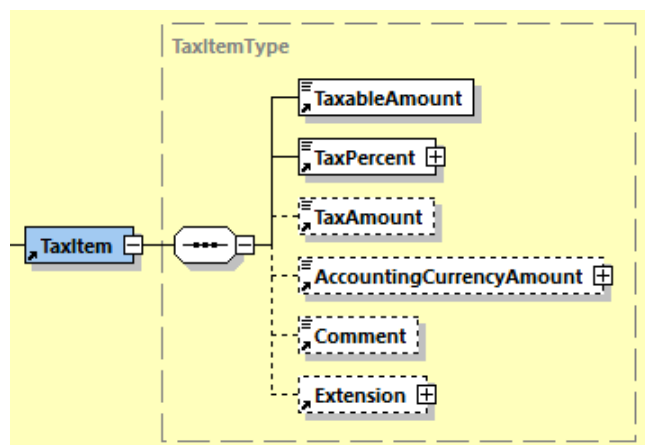 TaxItemType
TaxableAmount
TaxPercent
TaxAmount
TaxItem
AccountingCurrencyAmount
Comment
Extension